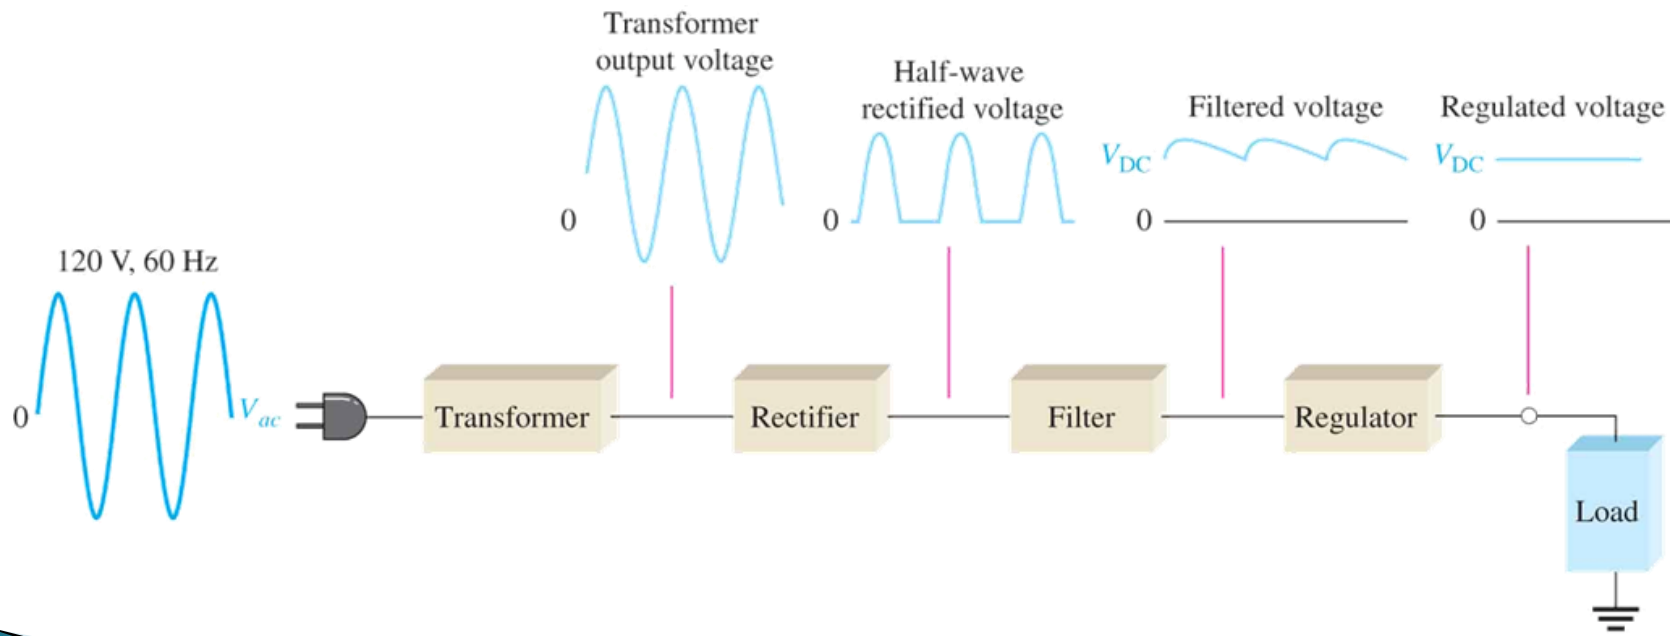 Transformer
output voltage
Half-wave
rectified voltage
Filtered voltage
Regulated voltage
V_DC
V_DC
0
0
0
0
120 V, 60 Hz
0
V_ac
Transformer
Rectifier
Filter
Regulator
Load